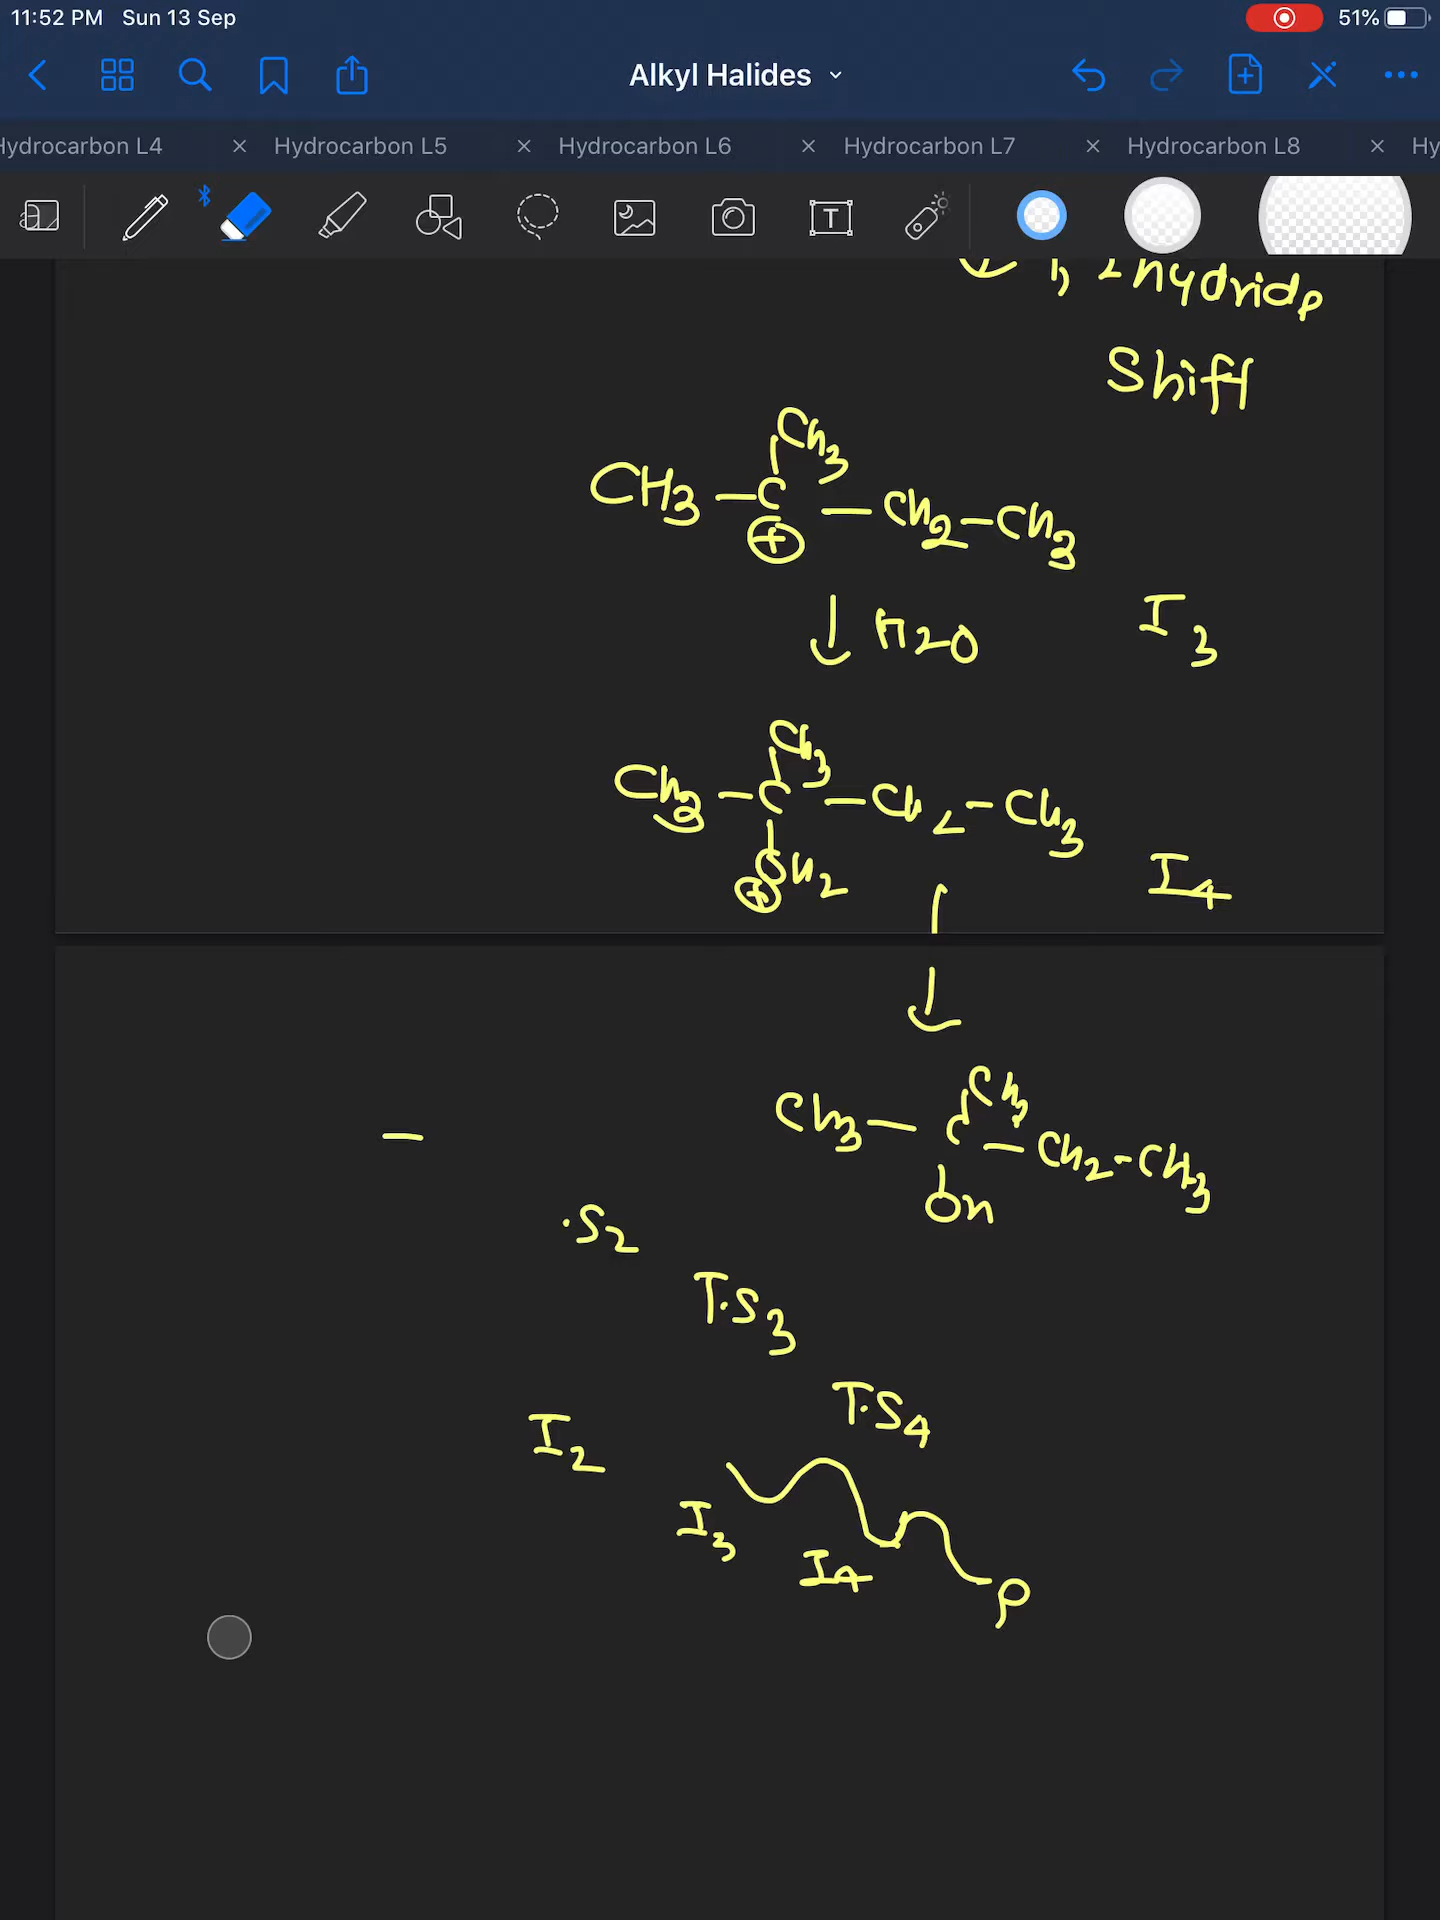 11:52 PM Sun 13 Sep 51%
Alkyl Halides
Hydrocarbon L4 × Hydrocarbon L5 × Hydrocarbon L6 × Hydrocarbon L7 × Hydrocarbon L8 × Hy
a T
1, 2 hydride
Shift
CH3
CH3 – C – CH2 – CH3
⊕
↓ H2O I3
CH3
CH3 – C – CH2 – CH3
OH2 I4
⊕
↓
CH3
CH3 – C – CH2 – CH3
OH
.S2
T.S3
T.S4
I2
I3
I4
P